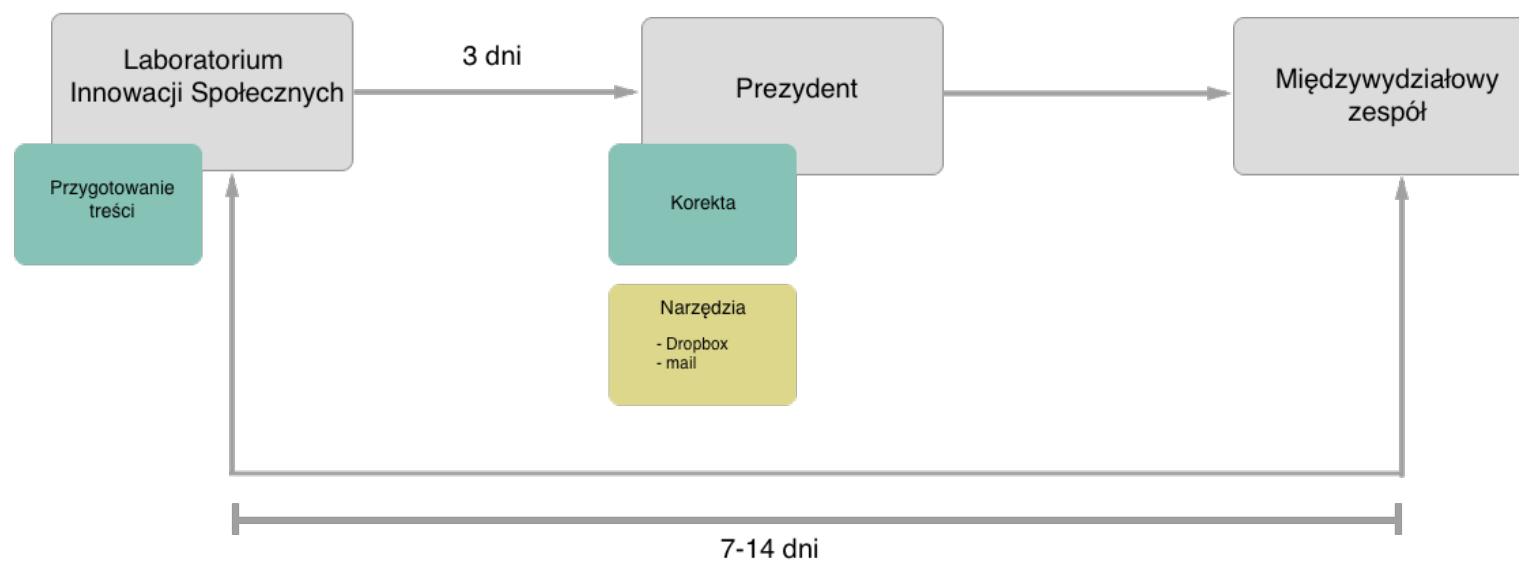 Laboratorium
Innowacji Społecznych
3 dni
Prezydent
Międzywydziałowy
zespół
Przygotowanie
treści
Korekta
Narzędzia
- Dropbox
- mail
7-14 dni